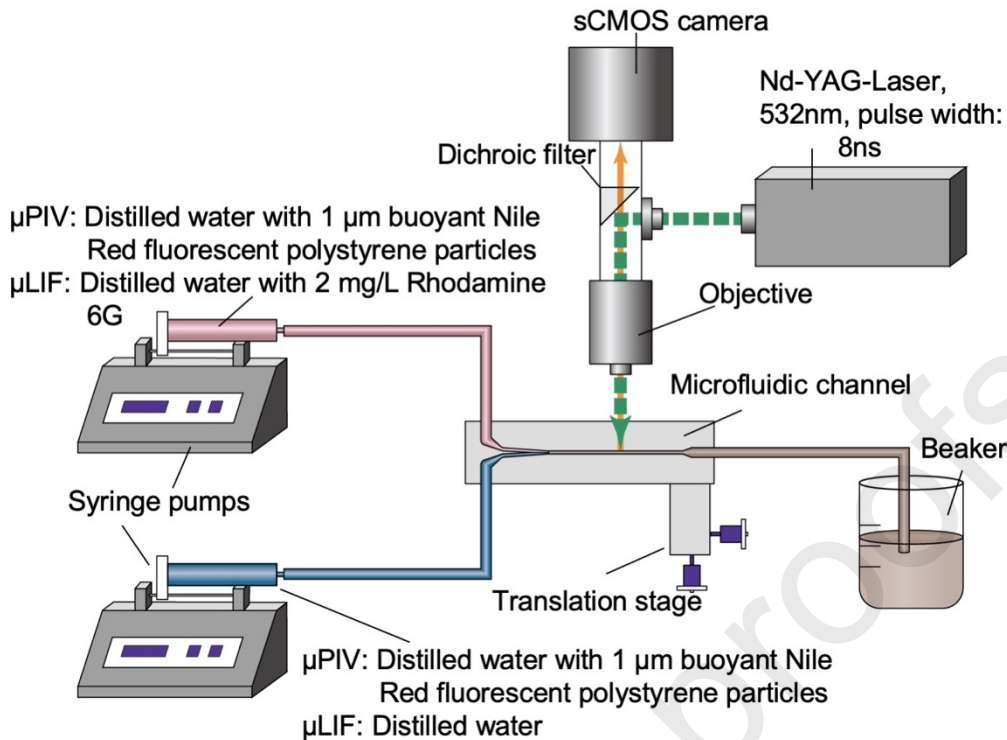 sCMOS camera
Nd-YAG-Laser,
532nm, pulse width:
8ns
Dichroic filter
µPIV: Distilled water with 1 µm buoyant Nile
Red fluorescent polystyrene particles
µLIF: Distilled water with 2 mg/L Rhodamine
6G
Objective
Microfluidic channel
Beaker
Syringe pumps
Translation stage
µPIV: Distilled water with 1 µm buoyant Nile
Red fluorescent polystyrene particles
µLIF: Distilled water
proofs